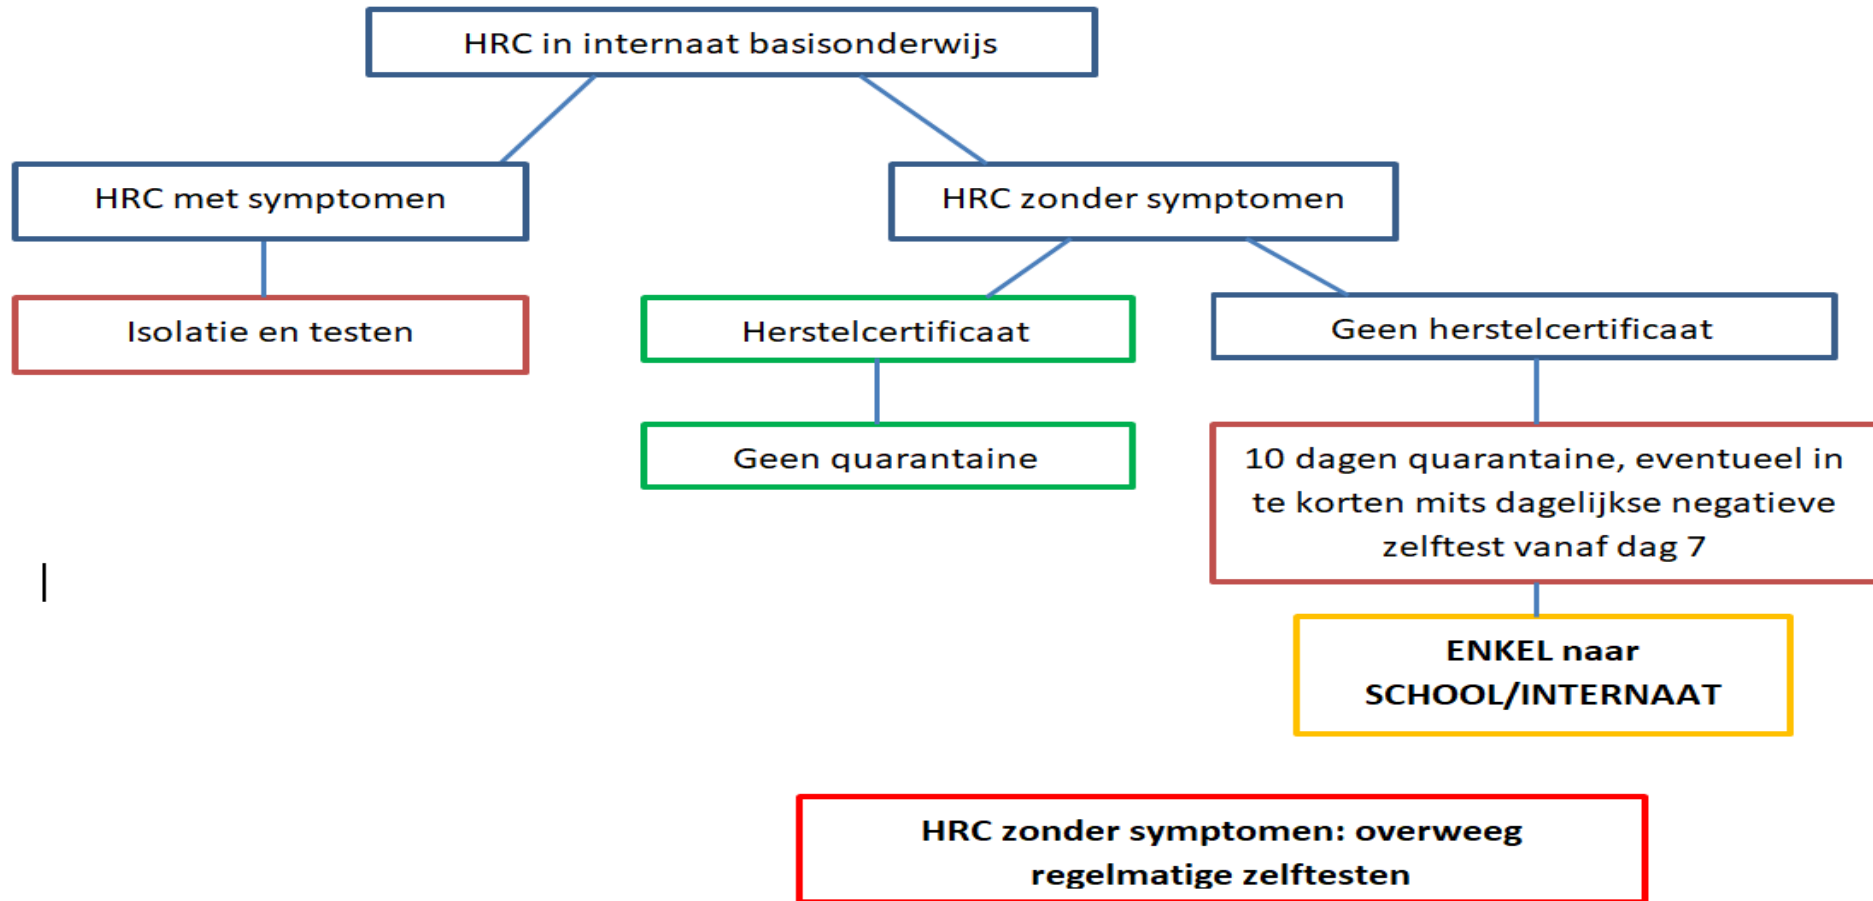 HRC in internaat basisonderwijs
HRC met symptomen
HRC zonder symptomen
Isolatie en testen
Herstelcertificaat
Geen herstelcertificaat
Geen quarantaine
10 dagen quarantaine, eventueel in
te korten mits dagelijkse negatieve
zelftest vanaf dag 7
ENKEL naar
SCHOOL/INTERNAAT
HRC zonder symptomen: overweeg
regelmatige zelftesten